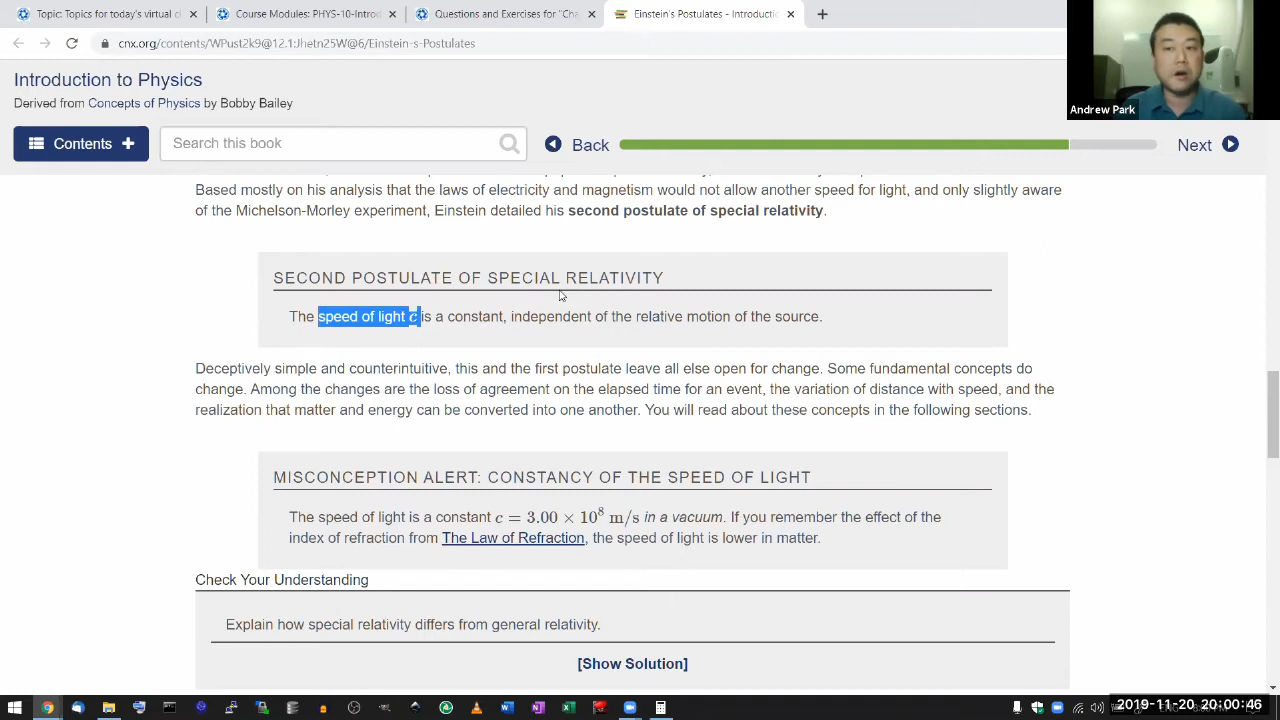 Topic: Topics for today's virtual cl
Course Modules: PHYS-10-Introd
Questions and Exercises for "Cha
Einstein's Postulates - Introductio
cnx.org/contents/WPust2k9@12.1:Jhetn25W@6/Einstein-s-Postulates
Introduction to Physics
Derived from Concepts of Physics by Bobby Bailey
Andrew Park
Contents
Search this book
Back
Next
Based mostly on his analysis that the laws of electricity and magnetism would not allow another speed for light, and only slightly aware
of the Michelson-Morley experiment, Einstein detailed his second postulate of special relativity.
SECOND POSTULATE OF SPECIAL RELATIVITY
The speed of light c is a constant, independent of the relative motion of the source.
Deceptively simple and counterintuitive, this and the first postulate leave all else open for change. Some fundamental concepts do
change. Among the changes are the loss of agreement on the elapsed time for an event, the variation of distance with speed, and the
realization that matter and energy can be converted into one another. You will read about these concepts in the following sections.
MISCONCEPTION ALERT: CONSTANCY OF THE SPEED OF LIGHT
The speed of light is a constant c = 3.00 × 10⁸ m/s in a vacuum. If you remember the effect of the
index of refraction from The Law of Refraction, the speed of light is lower in matter.
Check Your Understanding
Explain how special relativity differs from general relativity.
[Show Solution]
2019-11-20 20:00:46